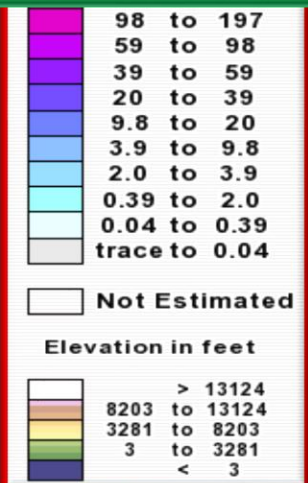 98 to 197
59 to 98
39 to 59
20 to 39
9.8 to 20
3.9 to 9.8
2.0 to 3.9
0.39 to 2.0
0.04 to 0.39
trace to 0.04
Not Estimated
Elevation in feet
> 13124
8203 to 13124
3281 to 8203
3 to 3281
< 3